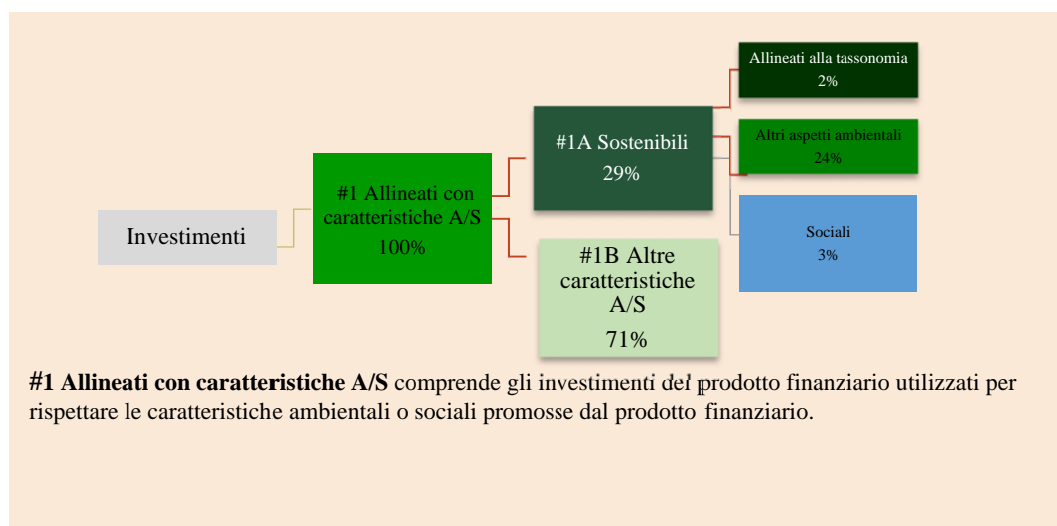 Investimenti
#1 Allineati con
caratteristiche A/S
100%
#1A Sostenibili
29%
#1B Altre
caratteristiche
A/S
71%
Allineati alla tassonomia
2%
Altri aspetti ambientali
24%
Sociali
3%
#1 Allineati con caratteristiche A/S comprende gli investimenti del prodotto finanziario utilizzati per
rispettare le caratteristiche ambientali o sociali promosse dal prodotto finanziario.